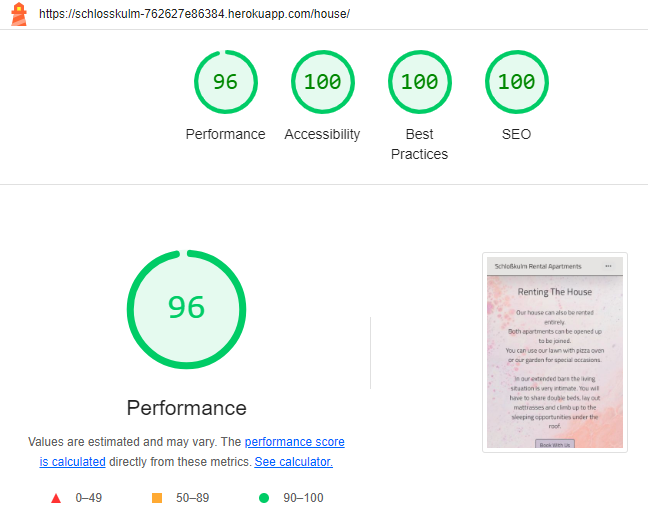 https://schlosskulm-762627e86384.herokuapp.com/house/
96
100
100
100
Performance
Accessibility
Best
Practices
SEO
96
Performance
Values are estimated and may vary. The performance score
is calculated directly from these metrics. See calculator.
0–49
50–89
90–100
Schloßkulm Rental Apartments
Renting The House
Our house can also be rented
entirely.
Both apartments can be opened up
to be joined.
You can use our lawn with pizza oven
or our garden for special occasions.
In our extended barn the living
situation is very intimate. You will
have to share double beds, lay out
mattrasses and climb up to the
sleeping opportunities under the
roof.
Book With Us